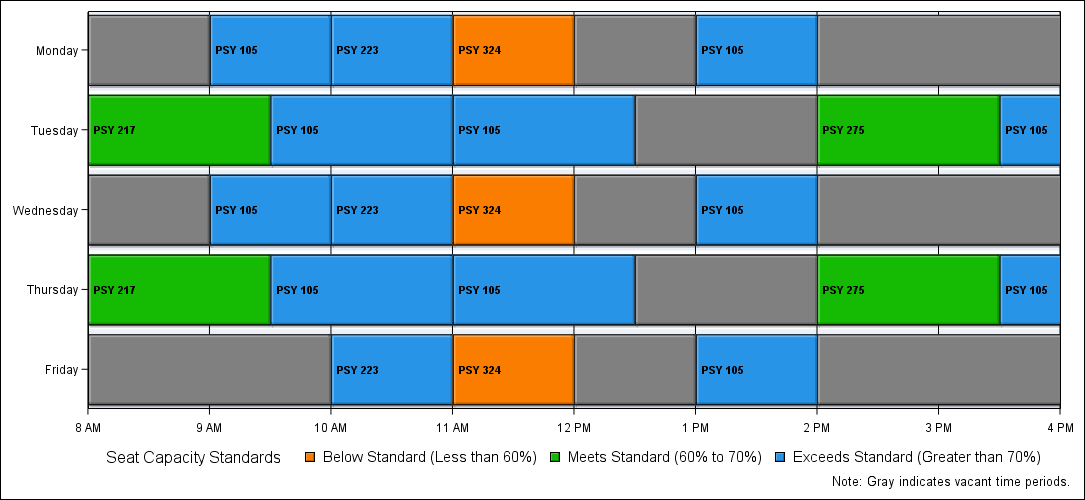 Monday PSY 105 PSY 223 PSY 324 PSY 105
Tuesday PSY 217 PSY 105 PSY 105 PSY 275 PSY 105
Wednesday PSY 105 PSY 223 PSY 324 PSY 105
Thursday PSY 217 PSY 105 PSY 105 PSY 275 PSY 105
Friday PSY 223 PSY 324 PSY 105
8 AM 9 AM 10 AM 11 AM 12 PM 1 PM 2 PM 3 PM 4 PM
Seat Capacity Standards Below Standard (Less than 60%) Meets Standard (60% to 70%) Exceeds Standard (Greater than 70%)
Note: Gray indicates vacant time periods.